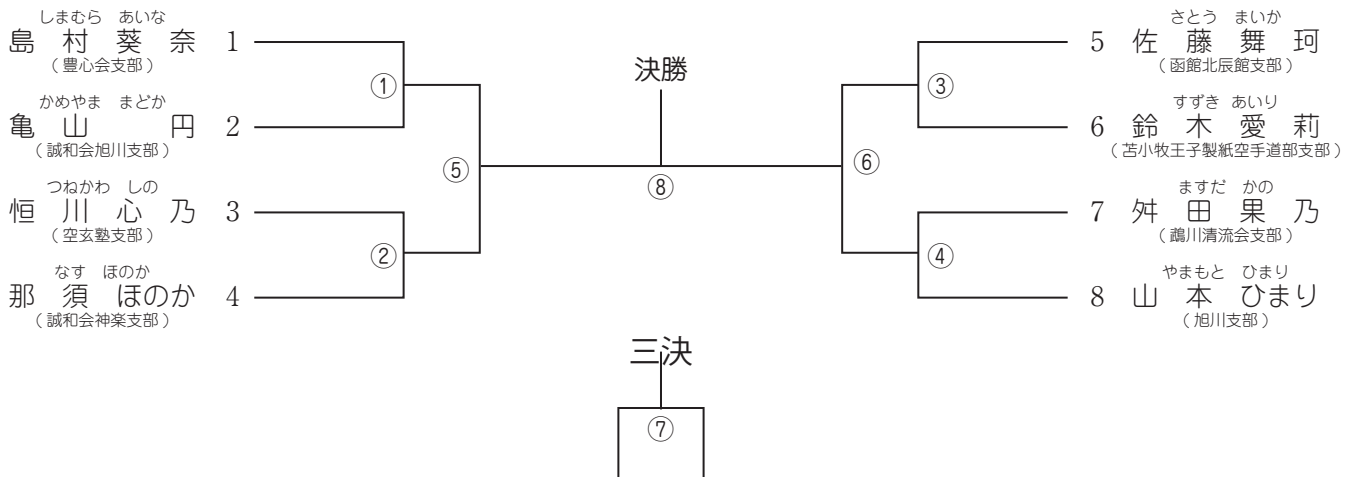 しまむら あいな
島 村 葵 奈 1
（豊心会支部）
①
かめやま まどか
亀 山 円 2
（誠和会旭川支部）
⑤
つねかわ しの
恒 川 心 乃 3
（空玄塾支部）
②
なす ほのか
那 須 ほのか 4
（誠和会神楽支部）
決勝
⑧
さとう まいか
5 佐 藤 舞 珂
（函館北辰館支部）
③
すずき あいり
6 鈴 木 愛 莉
（苫小牧王子製紙空手道部支部）
⑥
ますだ かの
7 舛 田 果 乃
（鵡川清流会支部）
④
やまもと ひまり
8 山 本 ひまり
（旭川支部）
三決
⑦